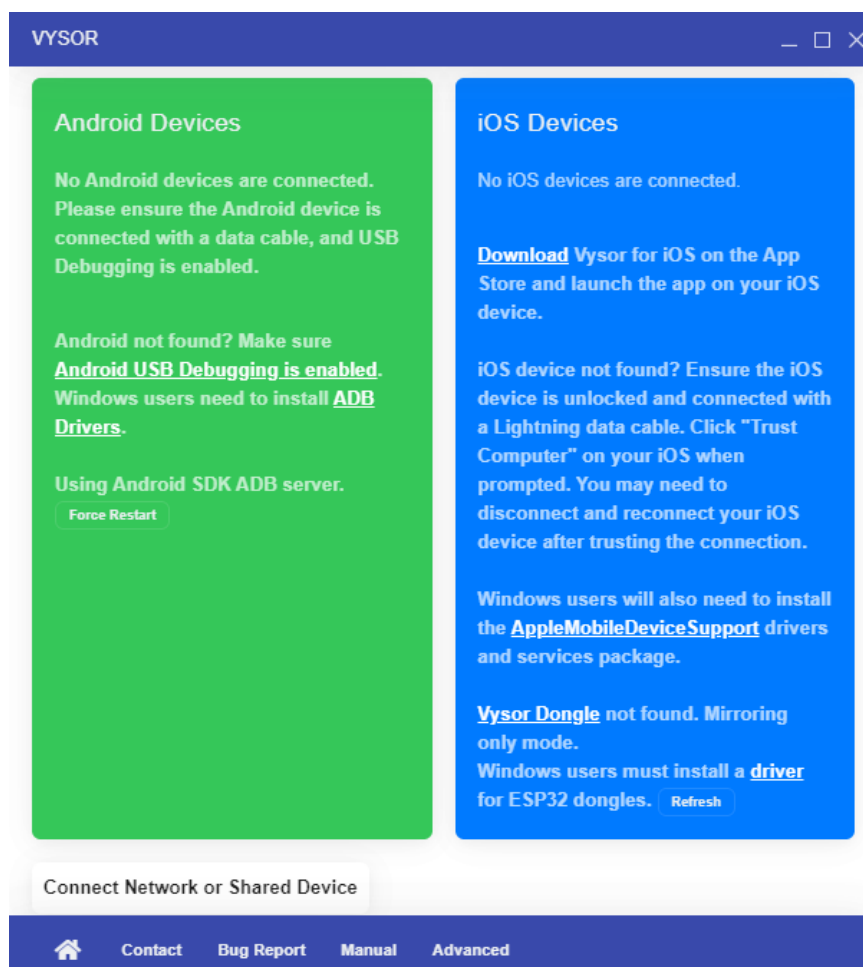 VYSOR
Android Devices
No Android devices are connected.
Please ensure the Android device is
connected with a data cable, and USB
Debugging is enabled.
Android not found? Make sure
Android USB Debugging is enabled.
Windows users need to install ADB
Drivers.
Using Android SDK ADB server.
Force Restart
iOS Devices
No iOS devices are connected.
Download Vysor for iOS on the App
Store and launch the app on your iOS
device.
iOS device not found? Ensure the iOS
device is unlocked and connected with
a Lightning data cable. Click "Trust
Computer" on your iOS when
prompted. You may need to
disconnect and reconnect your iOS
device after trusting the connection.
Windows users will also need to install
the AppleMobileDeviceSupport drivers
and services package.
Vysor Dongle not found. Mirroring
only mode.
Windows users must install a driver
for ESP32 dongles. Refresh
Connect Network or Shared Device
Contact Bug Report Manual Advanced